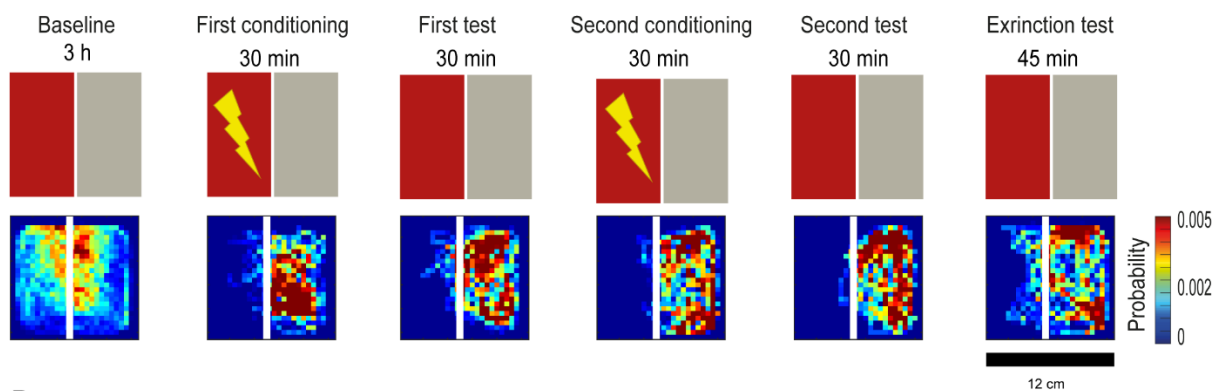 Baseline
3 h
First conditioning
30 min
First test
30 min
Second conditioning
30 min
Second test
30 min
Exrinction test
45 min
0.005
0.002
0
Probability
12 cm